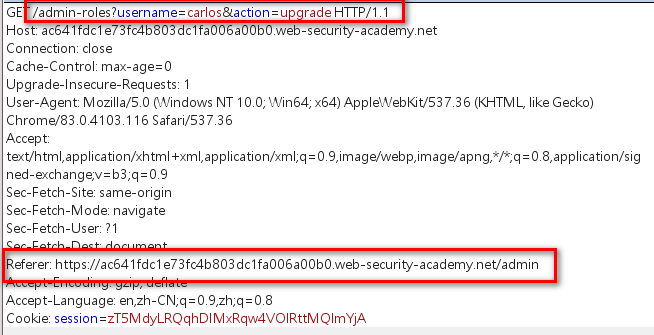 GET /admin-roles?username=carlos&action=upgrade HTTP/1.1
Host: ac641fdc1e73fc4b803dc1fa006a00b0.web-security-academy.net
Connection: close
Cache-Control: max-age=0
Upgrade-Insecure-Requests: 1
User-Agent: Mozilla/5.0 (Windows NT 10.0; Win64; x64) AppleWebKit/537.36 (KHTML, like Gecko)
Chrome/83.0.4103.116 Safari/537.36
Accept:
text/html,application/xhtml+xml,application/xml;q=0.9,image/webp,image/apng,*/*;q=0.8,application/sig
ned-exchange;v=b3;q=0.9
Sec-Fetch-Site: same-origin
Sec-Fetch-Mode: navigate
Sec-Fetch-User: ?1
Sec-Fetch-Dest: document
Referer: https://ac641fdc1e73fc4b803dc1fa006a00b0.web-security-academy.net/admin
Accept-Encoding: gzip, deflate
Accept-Language: en,zh-CN;q=0.9,zh;q=0.8
Cookie: session=zT5MdyLRQqhDIMxRqw4VOlRttMQlmYjA